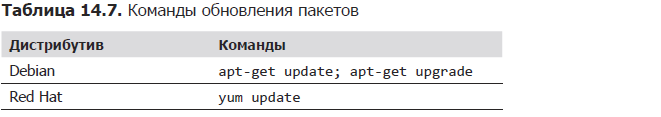 Таблица 14.7. Команды обновления пакетов
Дистрибутив Команды
Debian apt-get update; apt-get upgrade
Red Hat yum update